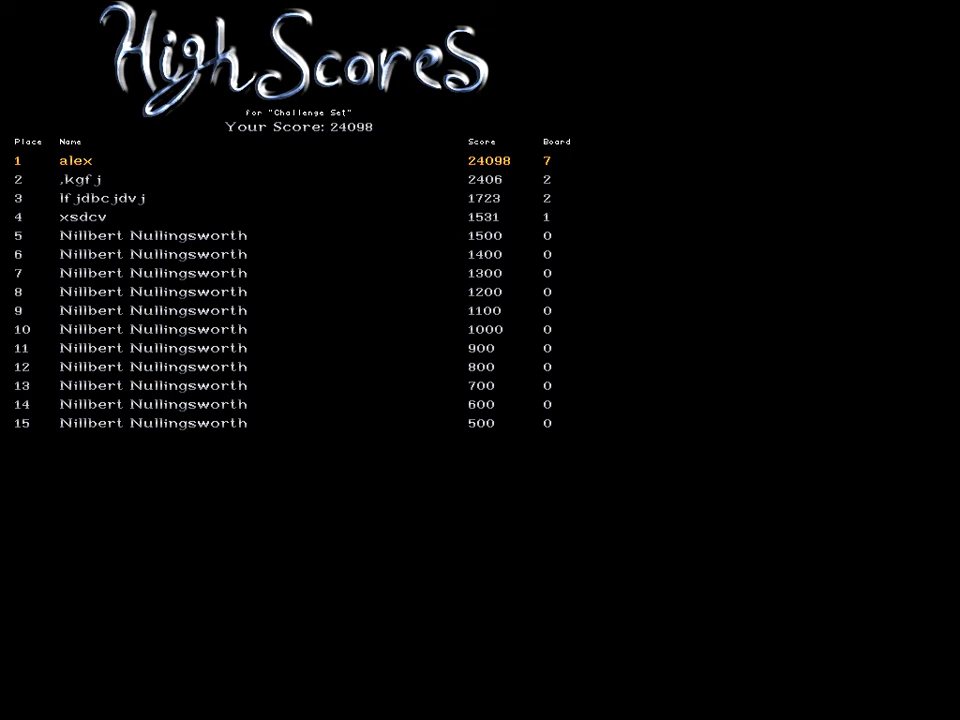 High Scores
for "Challenge Set"
Your Score: 24098
Place Name Score Board
1 alex 24098 7
2 ,kgfj 2406 2
3 lfjdbcjdvj 1723 2
4 xsdcv 1531 1
5 Nillbert Nullingsworth 1500 0
6 Nillbert Nullingsworth 1400 0
7 Nillbert Nullingsworth 1300 0
8 Nillbert Nullingsworth 1200 0
9 Nillbert Nullingsworth 1100 0
10 Nillbert Nullingsworth 1000 0
11 Nillbert Nullingsworth 900 0
12 Nillbert Nullingsworth 800 0
13 Nillbert Nullingsworth 700 0
14 Nillbert Nullingsworth 600 0
15 Nillbert Nullingsworth 500 0